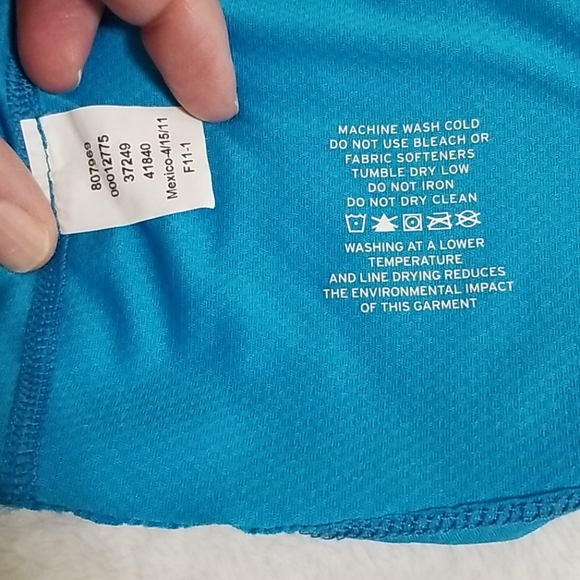 807969
00012775
37249
41840
Mexico-4/15/11
F11-1
MACHINE WASH COLD
DO NOT USE BLEACH OR
FABRIC SOFTENERS
TUMBLE DRY LOW
DO NOT IRON
DO NOT DRY CLEAN
WASHING AT A LOWER
TEMPERATURE
AND LINE DRYING REDUCES
THE ENVIRONMENTAL IMPACT
OF THIS GARMENT